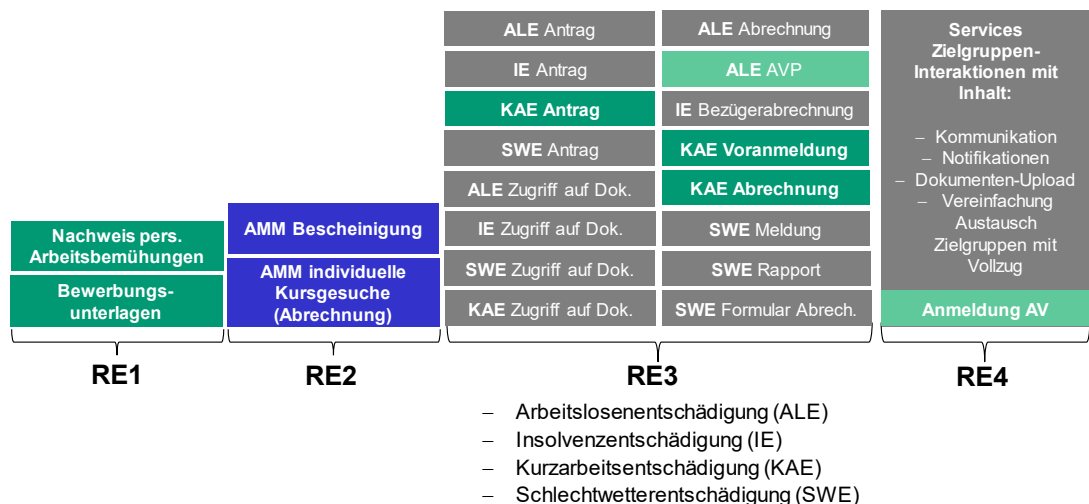 Nachweis pers.
Arbeitsbemühungen
Bewerbungs-
unterlagen
RE1
AMM Bescheinigung
AMM individuelle
Kursgesuche
(Abrechnung)
RE2
ALE Antrag
IE Antrag
KAE Antrag
SWE Antrag
ALE Zugriff auf Dok.
IE Zugriff auf Dok.
SWE Zugriff auf Dok.
KAE Zugriff auf Dok.
ALE Abrechnung
ALE AVP
IE Bezügerabrechnung
KAE Voranmeldung
KAE Abrechnung
SWE Meldung
SWE Rapport
SWE Formular Abrech.
RE3
– Arbeitslosenentschädigung (ALE)
– Insolvenzentschädigung (IE)
– Kurzarbeitsentschädigung (KAE)
– Schlechtwetterentschädigung (SWE)
Services
Zielgruppen-
Interaktionen mit
Inhalt:
– Kommunikation
– Notifikationen
– Dokumenten-Upload
– Vereinfachung
Austausch
Zielgruppen mit
Vollzug
Anmeldung AV
RE4